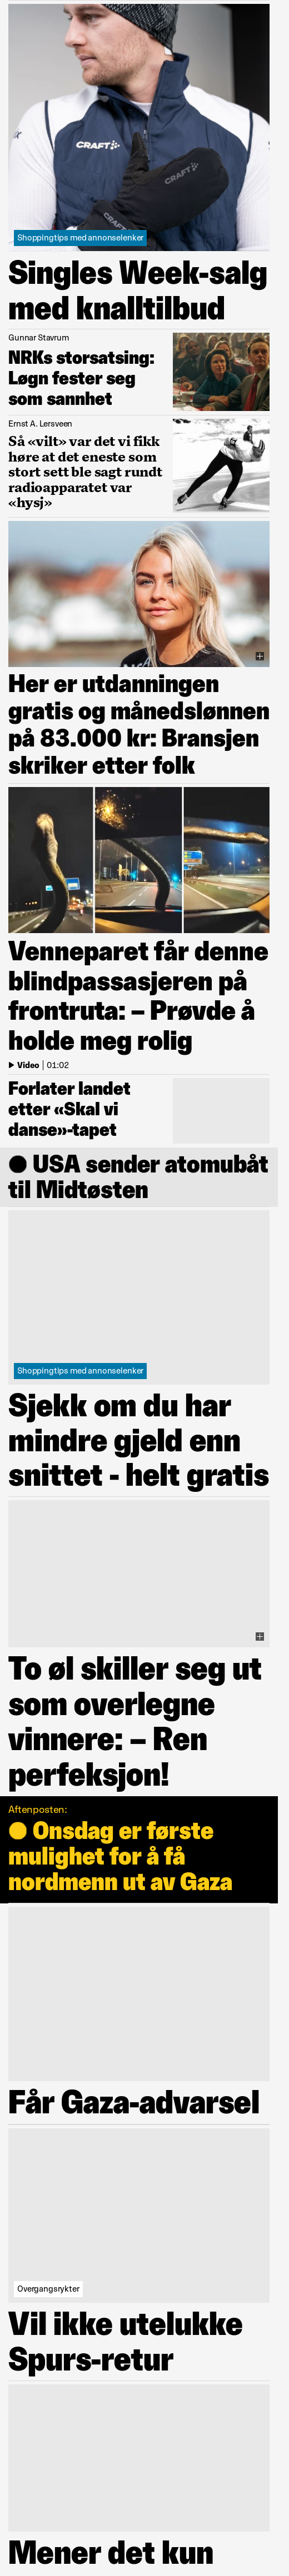 CRAFT
CRAFT
CRAFT
Shoppingtips med annonselenker
Singles Week-salg
med knalltilbud
Gunnar Stavrum
NRKs storsatsing:
Løgn fester seg
som sannhet
Ernst A. Lersveen
Så «vilt» var det vi fikk
høre at det eneste som
stort sett ble sagt rundt
radioapparatet var
«hysj»
Her er utdanningen
gratis og månedslønnen
på 83.000 kr: Bransjen
skriker etter folk
Venneparet får denne
blindpassasjeren på
frontruta: – Prøvde å
holde meg rolig
Video | 01:02
Forlater landet
etter «Skal vi
danse»-tapet
USA sender atomubåt
til Midtøsten
Shoppingtips med annonselenker
Sjekk om du har
mindre gjeld enn
snittet - helt gratis
To øl skiller seg ut
som overlegne
vinnere: – Ren
perfeksjon!
Aftenposten:
Onsdag er første
mulighet for å få
nordmenn ut av Gaza
Får Gaza-advarsel
Overgangsrykter
Vil ikke utelukke
Spurs-retur
Mener det kun